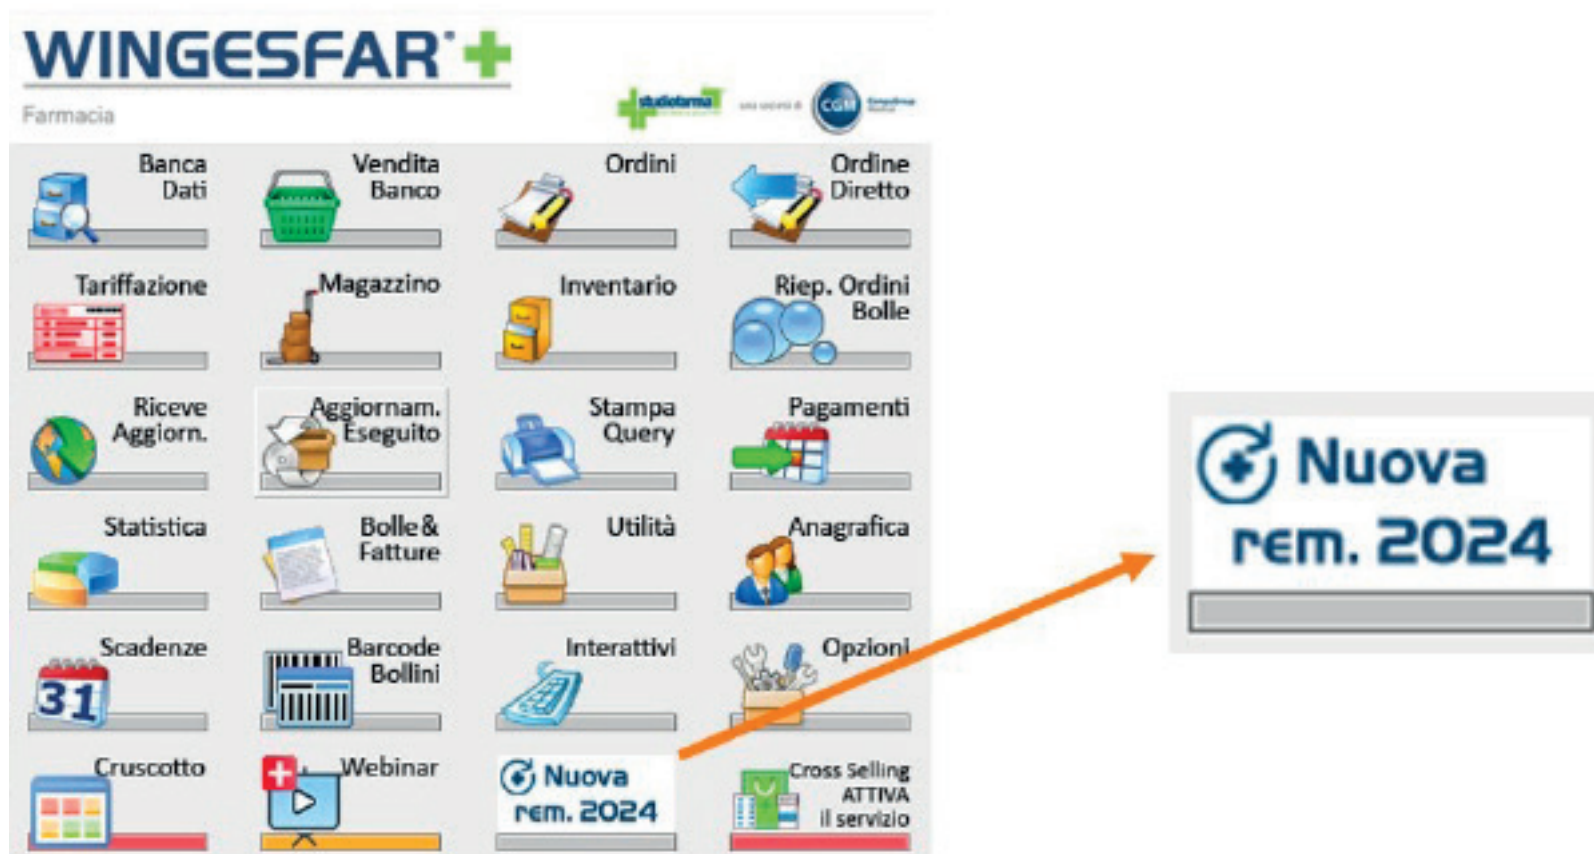 WINGESFAR+
Farmacia
studiofarma
CGM
Banca
Dati
Vendita
Banco
Ordini
Ordine
Diretto
Tariffazione
Magazzino
Inventario
Riep. Ordini
Bolle
Riceve
Aggiorn.
Aggiornam.
Eseguito
Stampa
Query
Pagamenti
Statistica
Bolle &
Fatture
Utilità
Anagrafica
Scadenze
31
Barcode
Bollini
Interattivi
Opzioni
Cruscotto
Webinar
Nuova
rem. 2024
Cross Selling
ATTIVA
il servizio
Nuova
rem. 2024